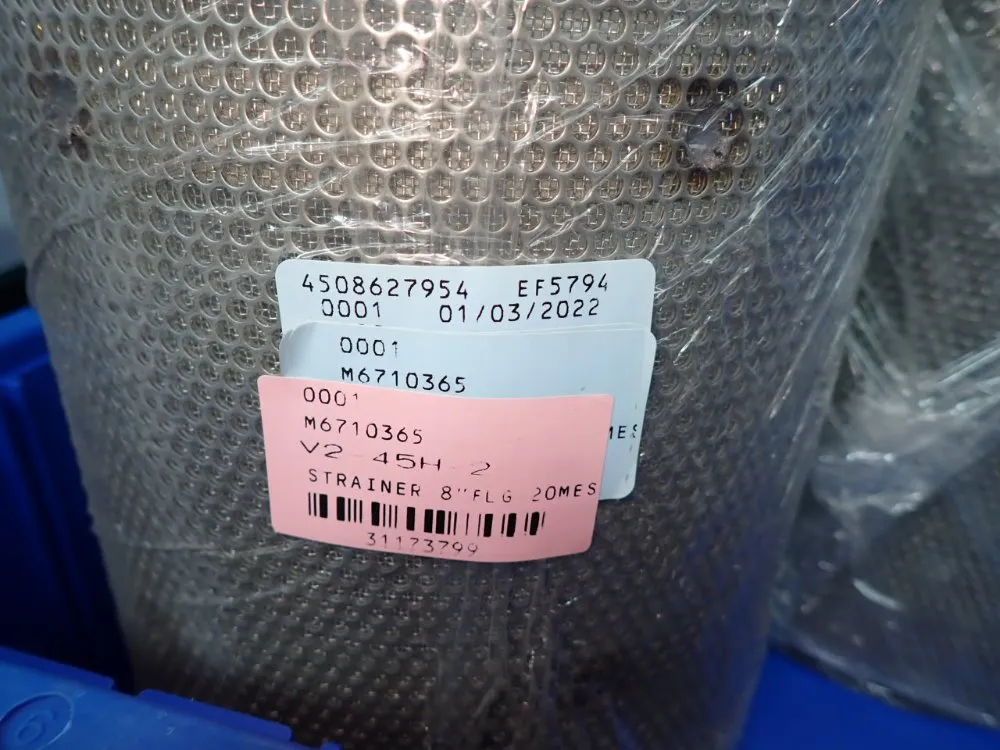 4508627954 EF5794
0001 01/03/2022
0001
M6710365
0001
M6710365
V2 45H 2
STRAINER 8"FLG 20MES
31173799